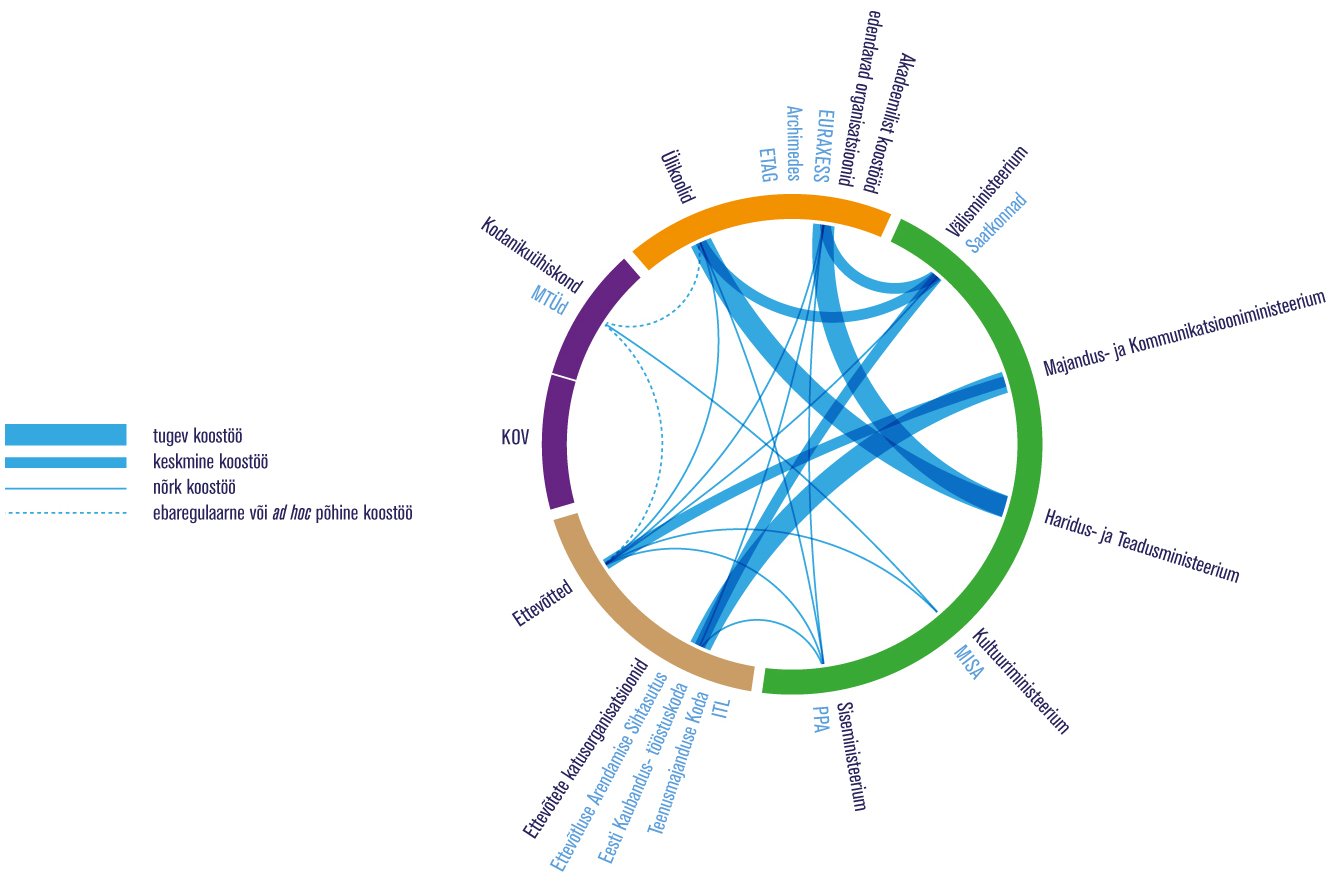 edendavad organisatsioonid
Akadeemilist koostööd
EURAXESS
Archimedes
ETAG
Ülikoolid
Välisministeerium
Saatkonnad
Kodanikuühiskond
MTÜd
Majandus- ja Kommunikatsiooniministeerium
KOV
tugev koostöö
keskmine koostöö
nõrk koostöö
ebaregulaarne või ad hoc põhine koostöö
Haridus- ja Teadusministeerium
Ettevõtted
Kultuuriministeerium
MISA
Ettevõtete katusorganisatsioonid
Ettevõtluse Arendamise Sihtasutus
Eesti Kaubandus- tööstuskoda
Teenusmajanduse Koda
ITL
PPA
Siseministeerium